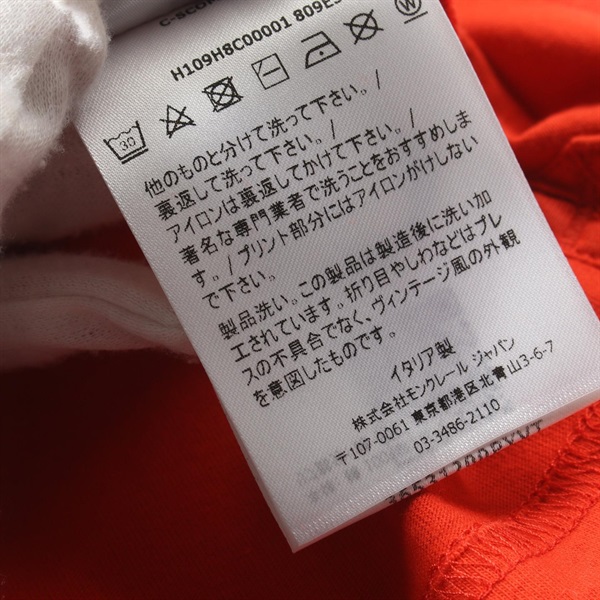 H109H8C00001 809E
30
W
他のものと分けて洗って下さい。/
裏返して洗って下さい。/
アイロンは裏返してかけて下さい。/
著名な専門業者で洗うことをおすすめしま
す。/プリント部分にはアイロンがけしない
で下さい。
製品洗い。この製品は製造後に洗い加
工されています。折り目やしわなどはプレ
スの不具合でなく、ヴィンテージ風の外観
を意図したものです。
イタリア製
株式会社モンクレール ジャパン
〒107-0061 東京都港区北青山3-6-7
03-3486-2110